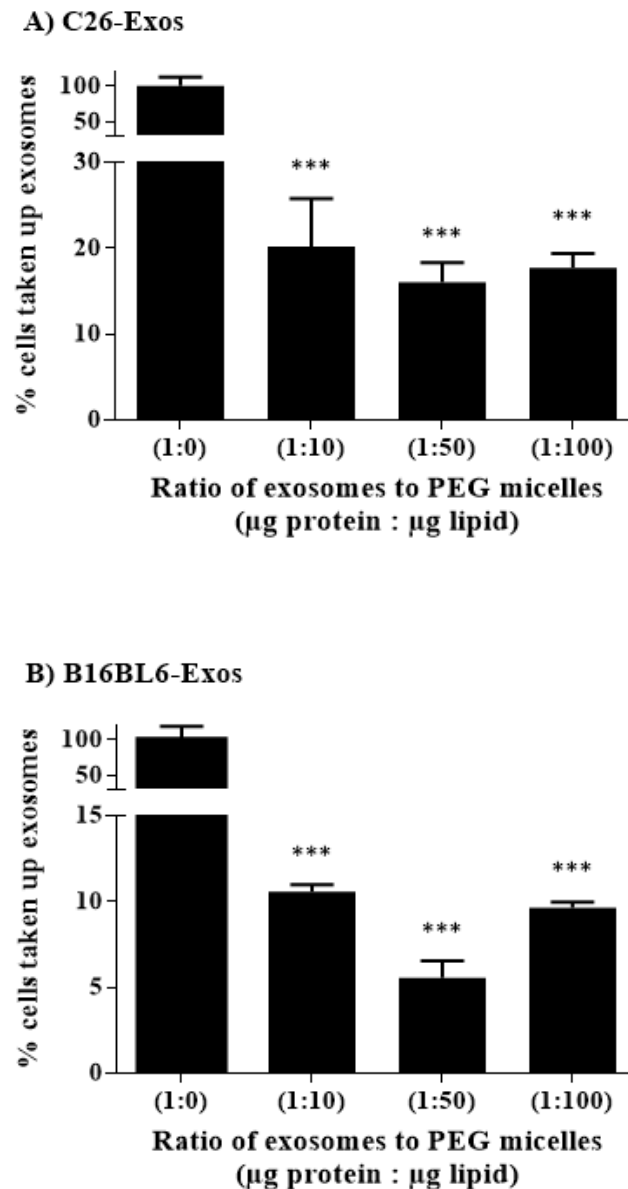 A) C26-Exos
% cells taken up exosomes
100
50
30
20
10
0
***
***
***
(1:0) (1:10) (1:50) (1:100)
Ratio of exosomes to PEG micelles
(μg protein : μg lipid)
B) B16BL6-Exos
% cells taken up exosomes
100
50
15
10
5
0
***
***
***
(1:0) (1:10) (1:50) (1:100)
Ratio of exosomes to PEG micelles
(μg protein : μg lipid)